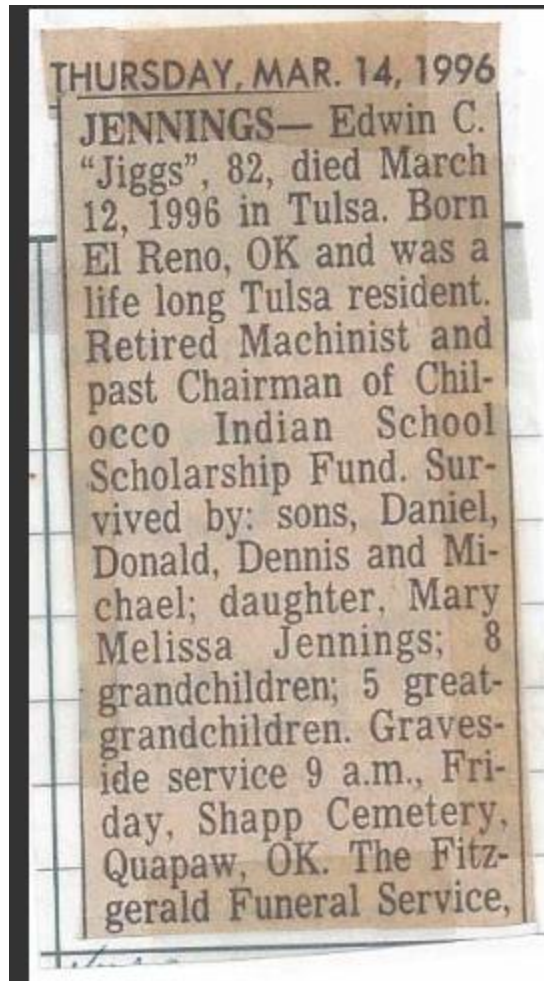 THURSDAY, MAR. 14, 1996
JENNINGS— Edwin C.
"Jiggs", 82, died March
12, 1996 in Tulsa. Born
El Reno, OK and was a
life long Tulsa resident.
Retired Machinist and
past Chairman of Chil-
occo Indian School
Scholarship Fund. Sur-
vived by: sons, Daniel,
Donald, Dennis and Mi-
chael; daughter, Mary
Melissa Jennings; 8
grandchildren; 5 great-
grandchildren. Graves-
ide service 9 a.m., Fri-
day, Shapp Cemetery,
Quapaw, OK. The Fitz-
gerald Funeral Service,